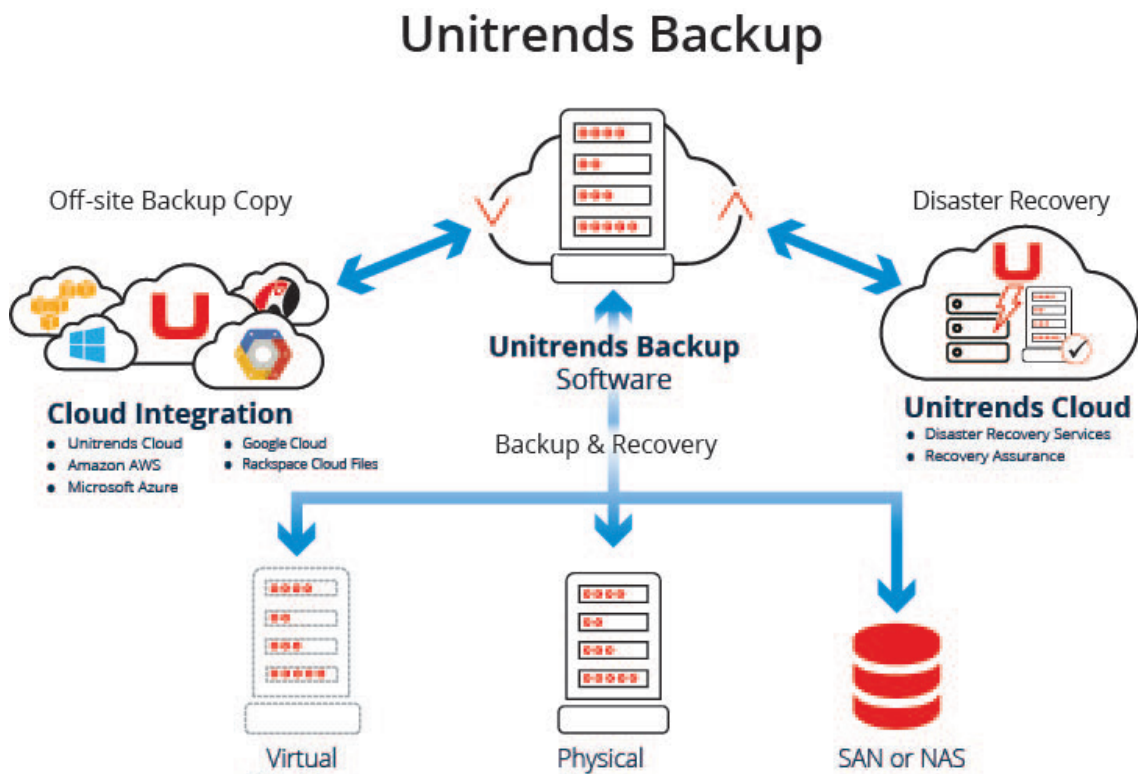 Unitrends Backup
Off-site Backup Copy
Disaster Recovery
Unitrends Backup
Software
Cloud Integration
• Unitrends Cloud
• Amazon AWS
• Microsoft Azure
• Google Cloud
• Rackspace Cloud Files
Unitrends Cloud
• Disaster Recovery Services
• Recovery Assurance
Backup & Recovery
Virtual
Physical
SAN or NAS